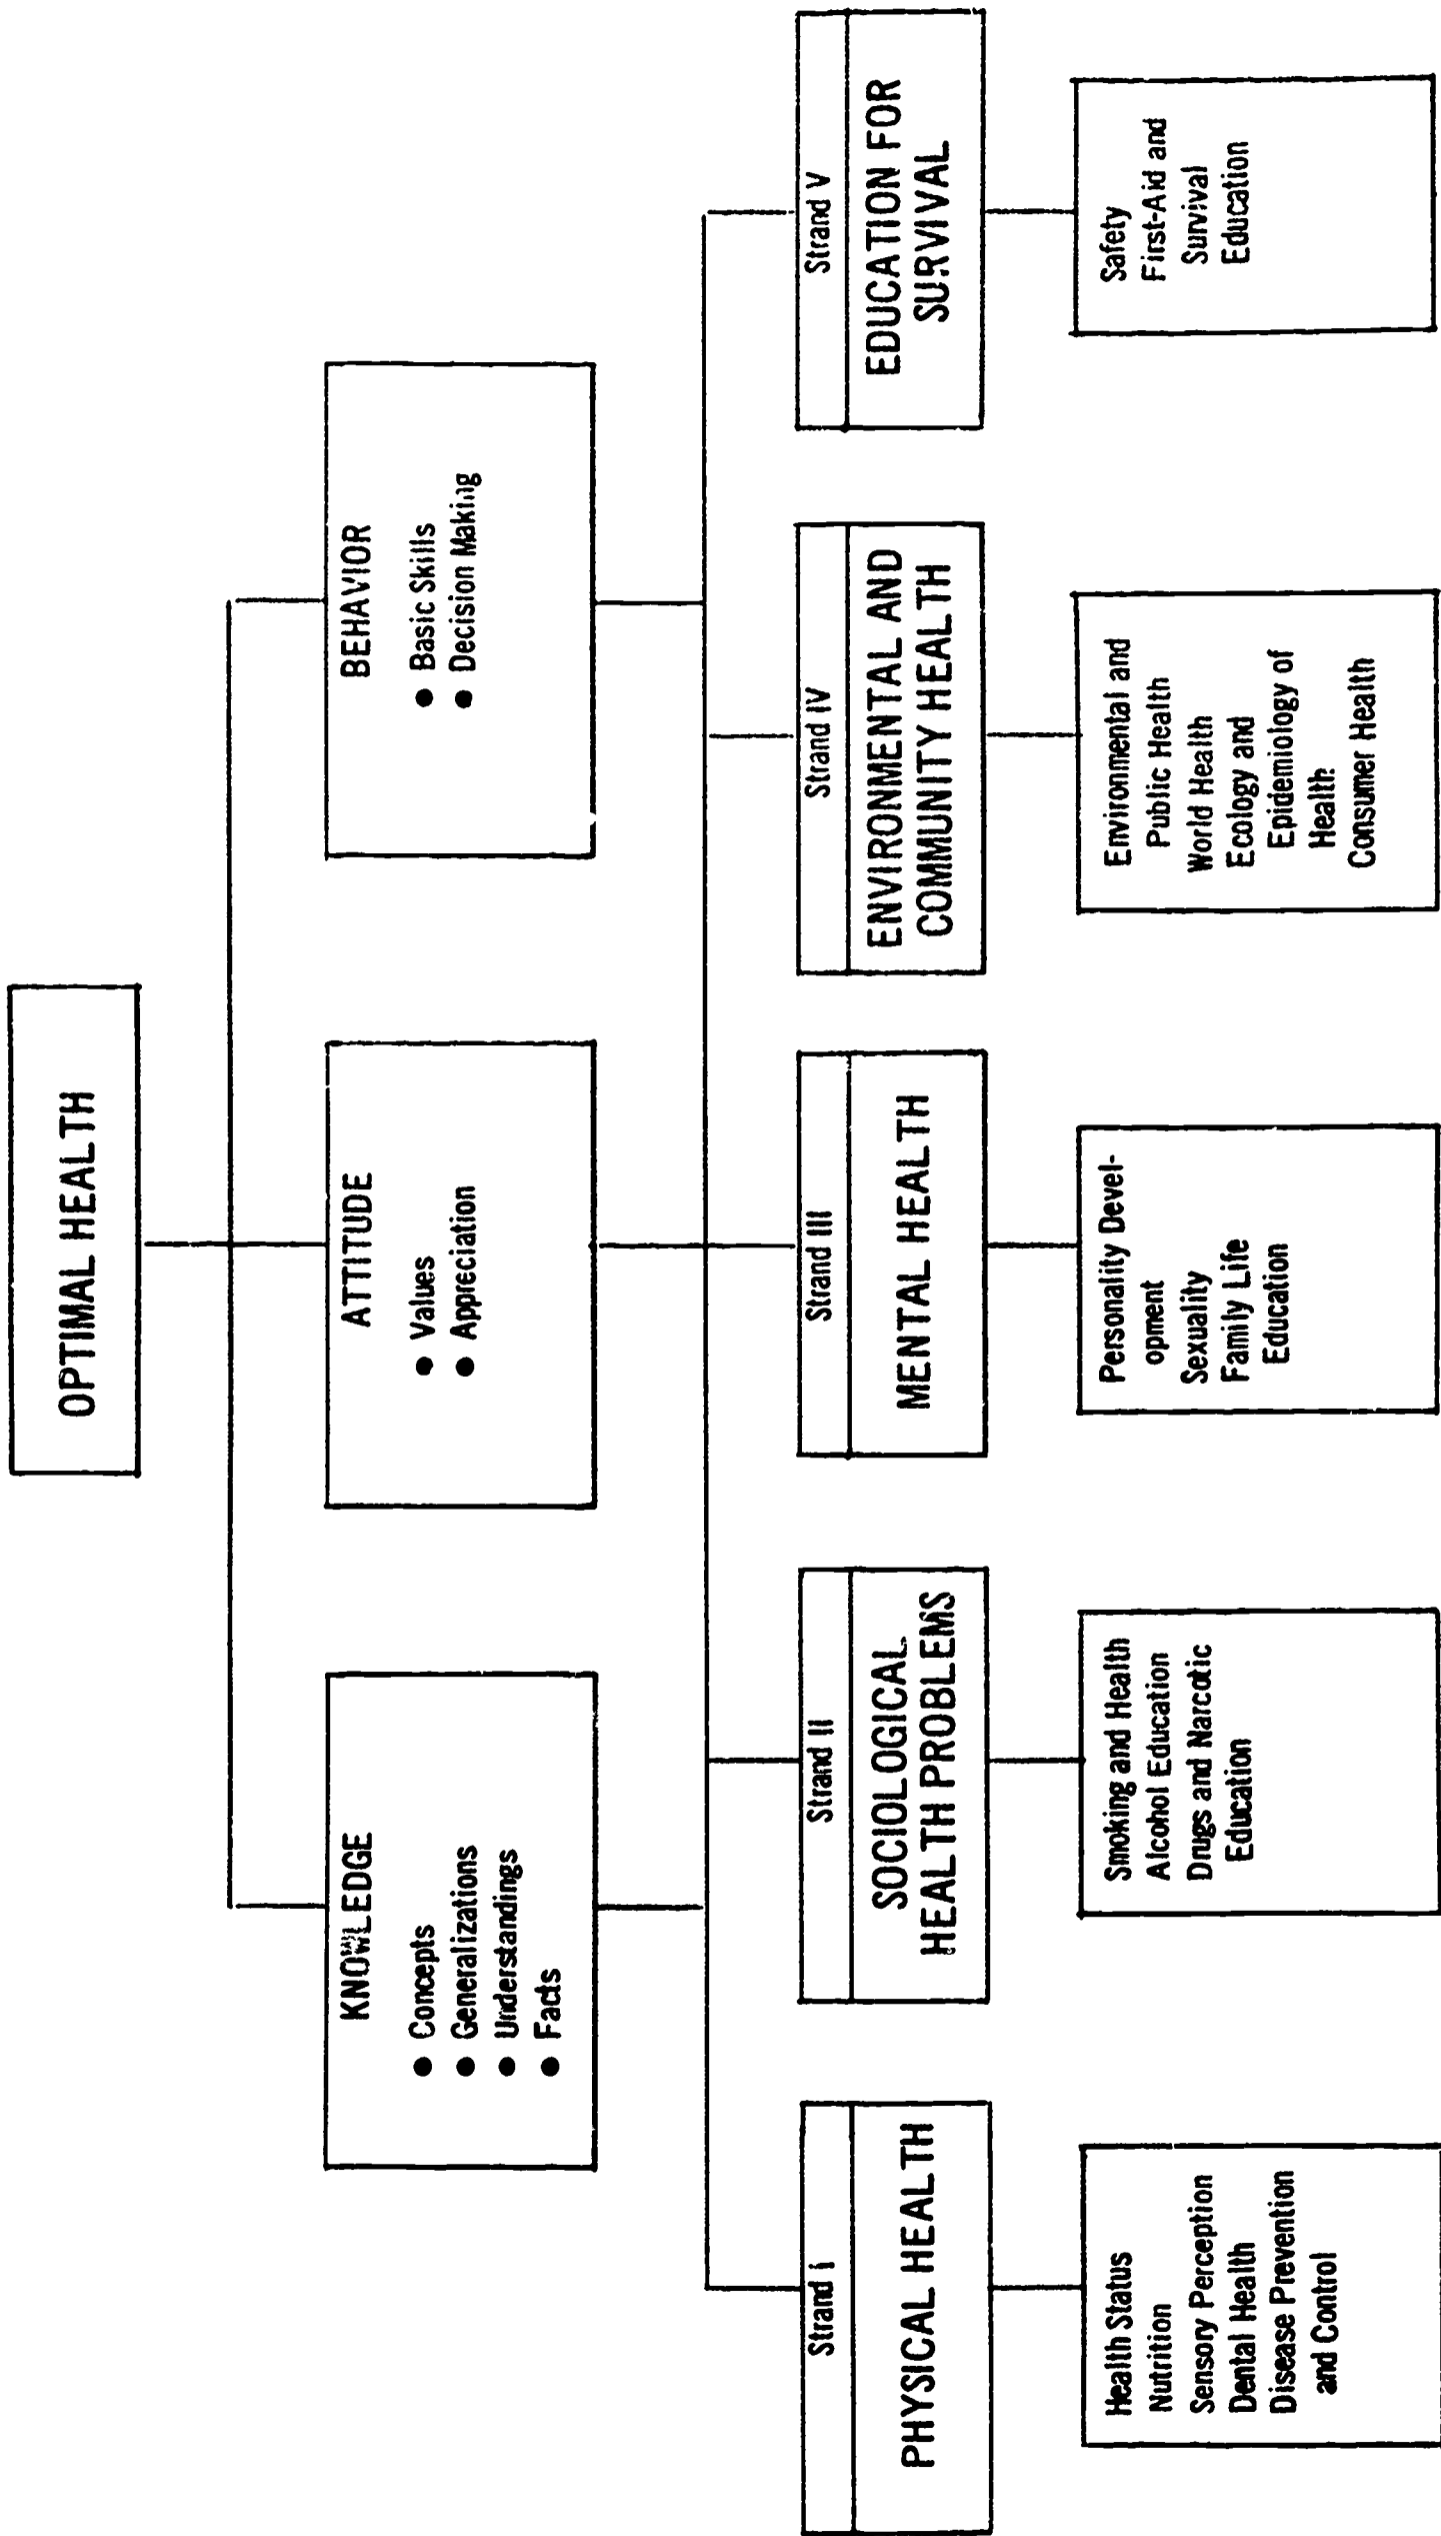 OPTIMAL HEALTH
KNOWLEDGE
● Concepts
● Generalizations
● Understandings
● Facts
ATTITUDE
● Values
● Appreciation
BEHAVIOR
● Basic Skills
● Decision Making
Strand I
PHYSICAL HEALTH
Health Status
Nutrition
Sensory Perception
Dental Health
Disease Prevention
and Control
Strand II
SOCIOLOGICAL
HEALTH PROBLEMS
Smoking and Health
Alcohol Education
Drugs and Narcotic
Education
Strand III
MENTAL HEALTH
Personality Devel-
opment
Sexuality
Family Life
Education
Strand IV
ENVIRONMENTAL AND
COMMUNITY HEALTH
Environmental and
Public Health
World Health
Ecology and
Epidemiology of
Health
Consumer Health
Strand V
EDUCATION FOR
SURVIVAL
Safety
First-Aid and
Survival
Education